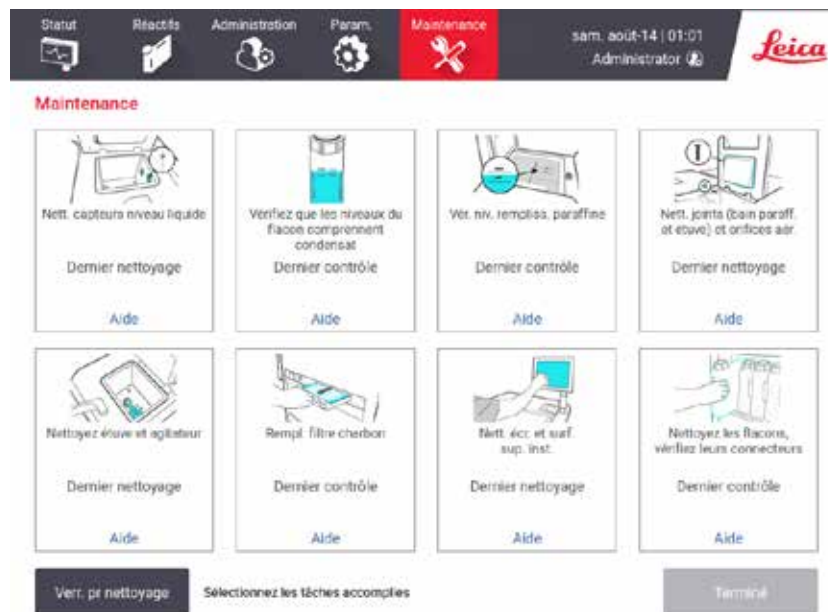 Statut Réactifs Administration Param. Maintenance sam. août-14 | 01:01
Administrator
Leica
Maintenance
1
Nett. capteurs niveau liquide
Vérifiez que les niveaux du
flacon comprennent
condensat
Vér. niv. rempliss. paraffine
Nett. joints (bain paraff.
et étuve) et orifices aér.
Dernier nettoyage Dernier contrôle Dernier contrôle Dernier nettoyage
Aide Aide Aide Aide
Nettoyez étuve et agitateur
Rempl. filtre charbon
Nett. écr. et surf.
sup. inst.
Nettoyez les flacons,
vérifiez leurs connecteurs
Dernier nettoyage Dernier contrôle Dernier nettoyage Dernier contrôle
Aide Aide Aide Aide
Verr. pr nettoyage Sélectionnez les tâches accomplies Terminé